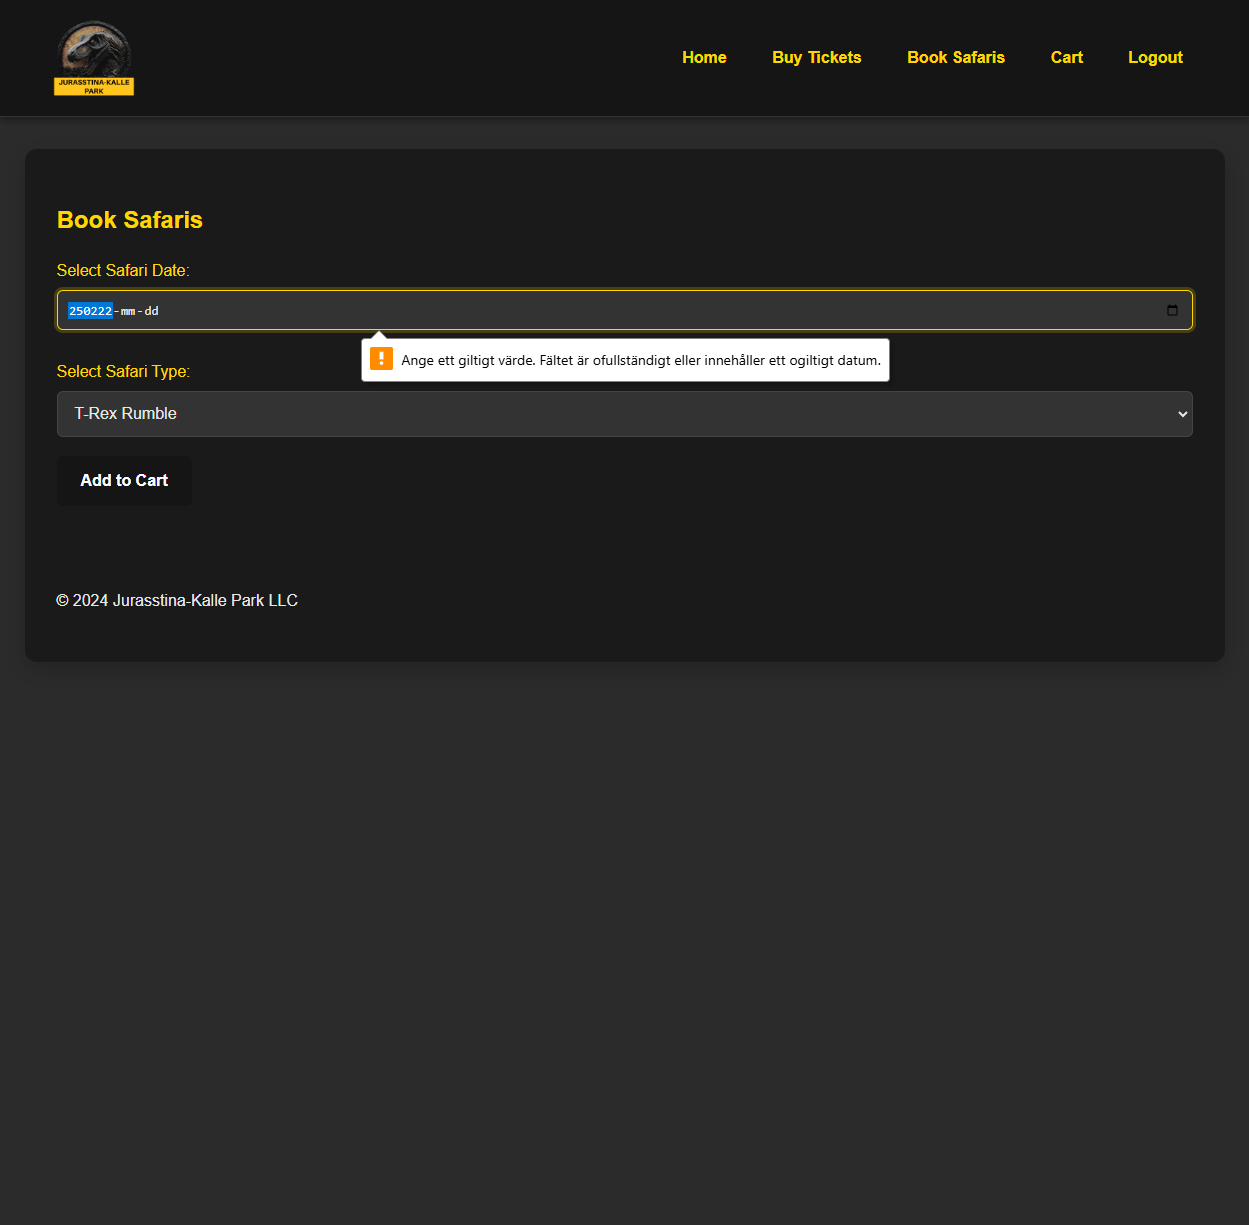 JURASSTINA-KALLE
PARK
Home
Buy Tickets
Book Safaris
Cart
Logout
Book Safaris
Select Safari Date:
250222-mm-dd
Ange ett giltigt värde. Fältet är ofullständigt eller innehåller ett ogiltigt datum.
Select Safari Type:
T-Rex Rumble
Add to Cart
© 2024 Jurasstina-Kalle Park LLC